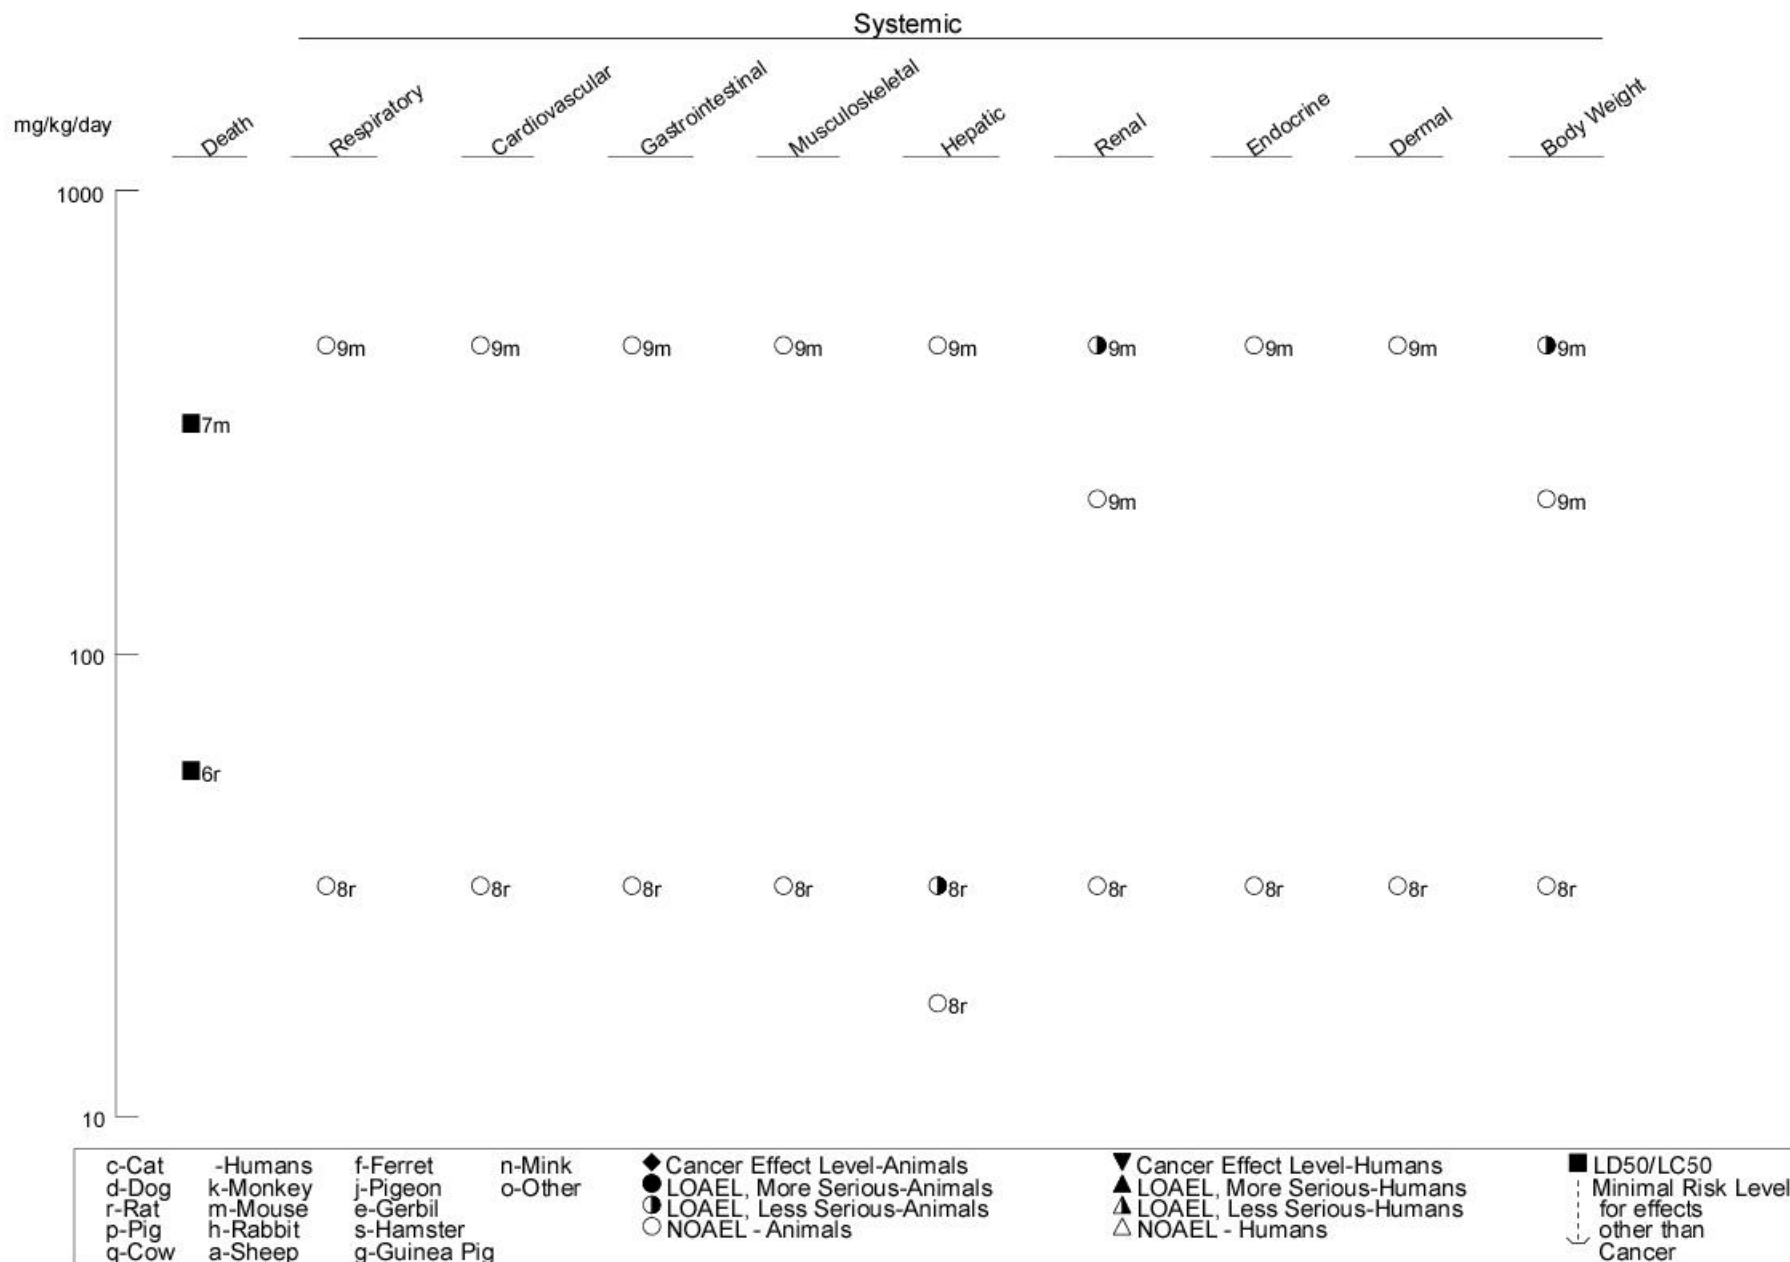 Systemic
mg/kg/day
Death
Respiratory
Cardiovascular
Gastrointestinal
Musculoskeletal
Hepatic
Renal
Endocrine
Dermal
Body Weight
1000
9m 9m 9m 9m 9m 9m 9m 9m 9m
7m
9m 9m
100
6r
8r 8r 8r 8r 8r 8r 8r 8r 8r
8r
10
c-Cat -Humans f-Ferret n-Mink
d-Dog k-Monkey j-Pigeon o-Other
r-Rat m-Mouse e-Gerbil
p-Pig h-Rabbit s-Hamster
q-Cow a-Sheep g-Guinea Pig
Cancer Effect Level-Animals
LOAEL, More Serious-Animals
LOAEL, Less Serious-Animals
NOAEL - Animals
Cancer Effect Level-Humans
LOAEL, More Serious-Humans
LOAEL, Less Serious-Humans
NOAEL - Humans
LD50/LC50
Minimal Risk Level
for effects
other than
Cancer